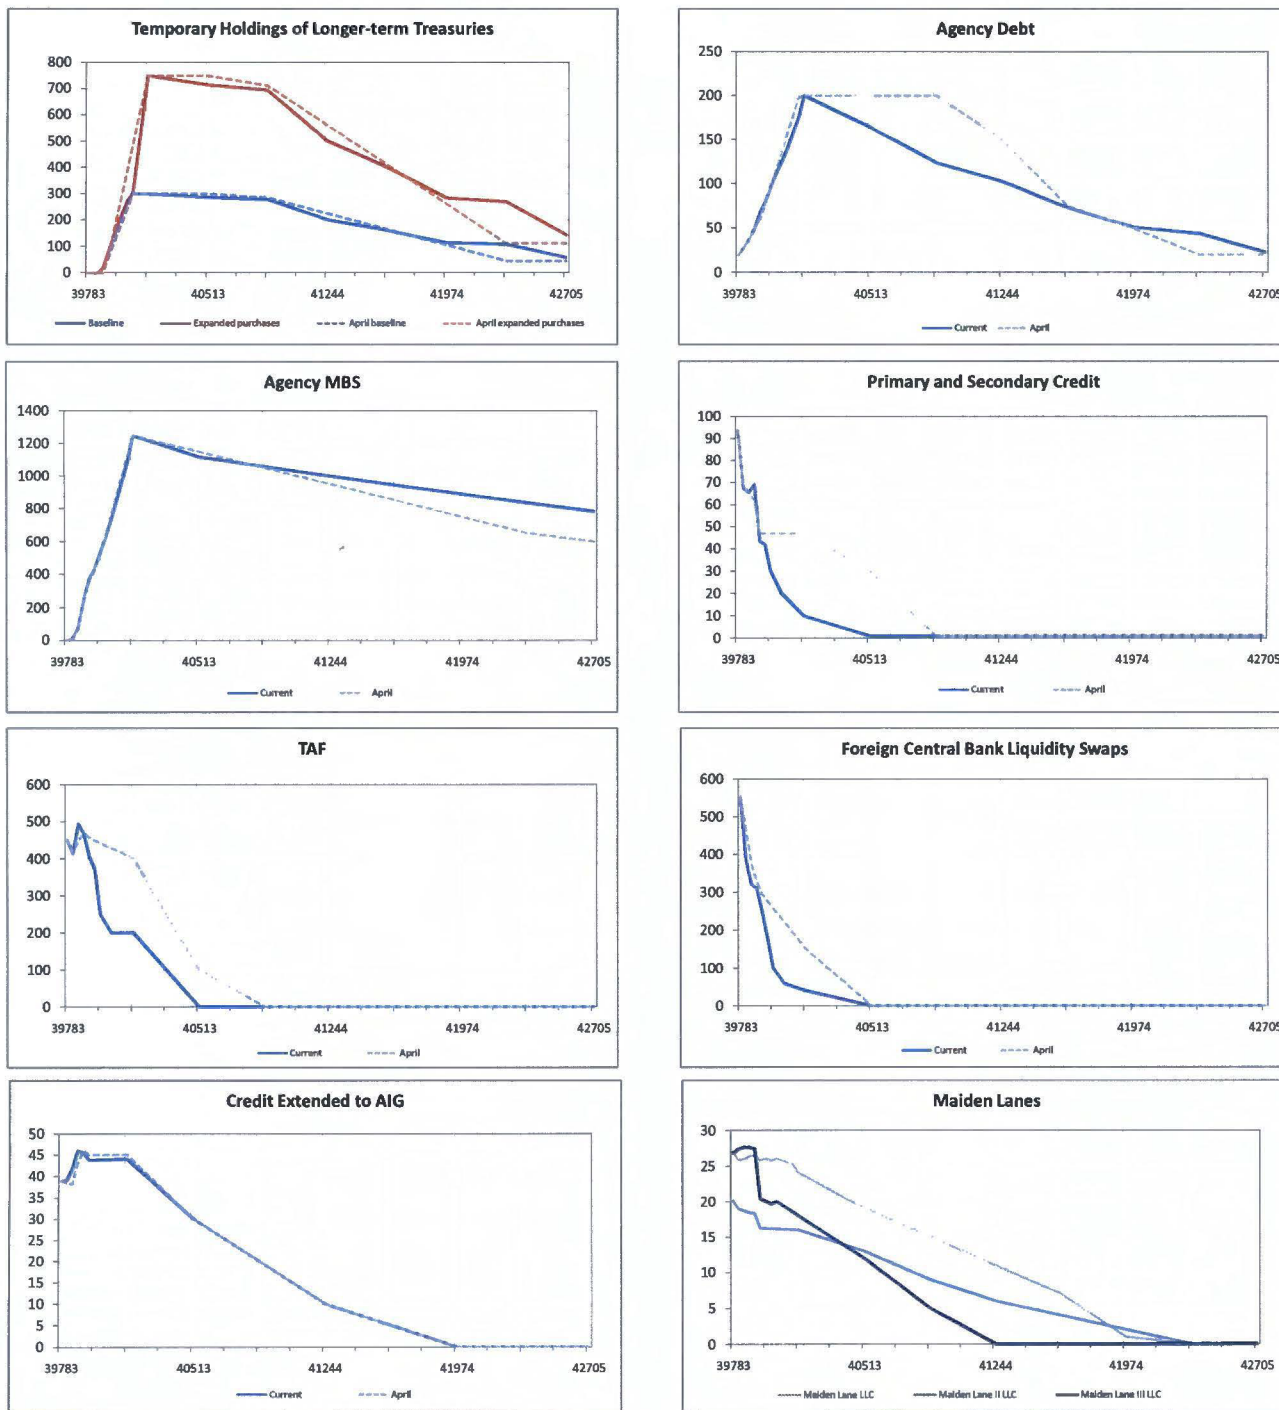 Temporary Holdings of Longer-term Treasuries
800
700
600
500
400
300
200
100
0
39783 40513 41244 41974 42705
Baseline Expanded purchases April baseline April expanded purchases
Agency Debt
250
200
150
100
50
0
39783 40513 41244 41974 42705
Current April
Agency MBS
1400
1200
1000
800
600
400
200
0
39783 40513 41244 41974 42705
Current April
Primary and Secondary Credit
100
90
80
70
60
50
40
30
20
10
0
39783 40513 41244 41974 42705
Current April
TAF
600
500
400
300
200
100
0
39783 40513 41244 41974 42705
Current April
Foreign Central Bank Liquidity Swaps
600
500
400
300
200
100
0
39783 40513 41244 41974 42705
Current April
Credit Extended to AIG
50
45
40
35
30
25
20
15
10
5
0
39783 40513 41244 41974 42705
Current April
Maiden Lanes
30
25
20
15
10
5
0
39783 40513 41244 41974 42705
Maiden Lane LLC Maiden Lane II LLC Maiden Lane III LLC